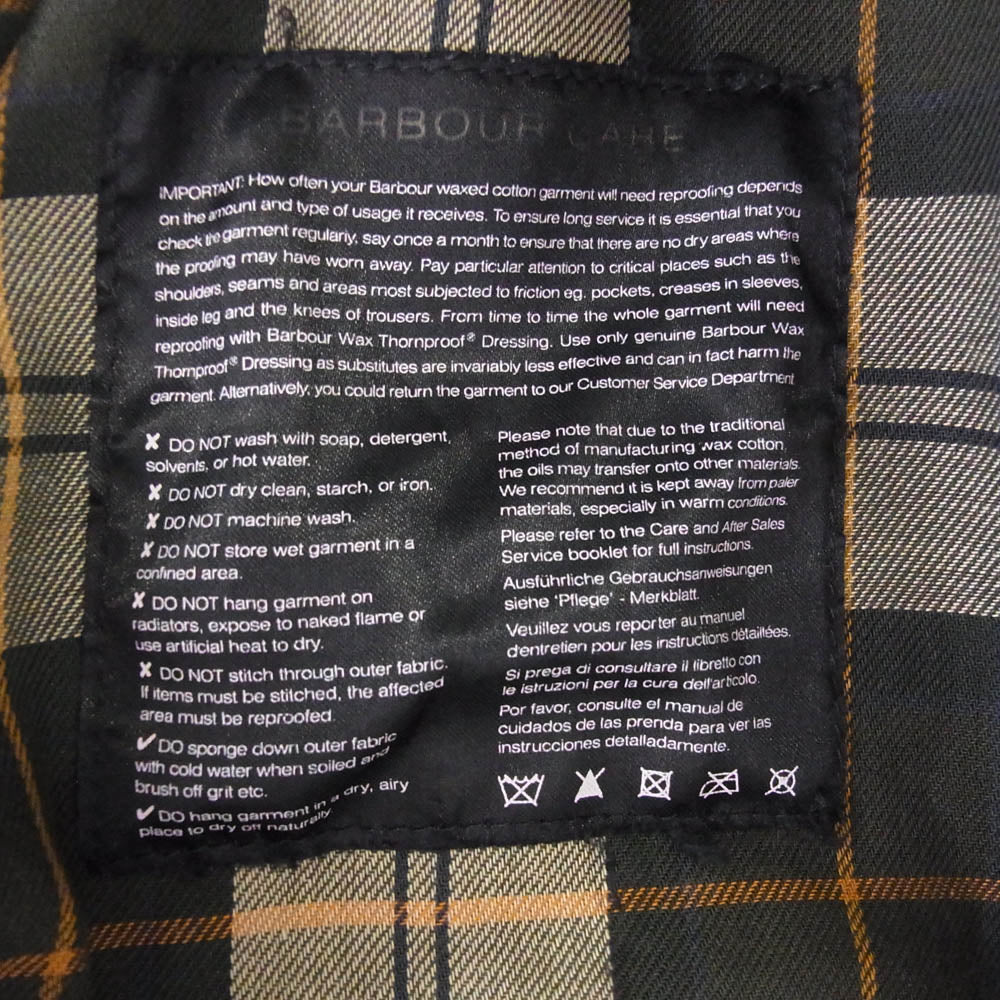 BARBOUR CARE
IMPORTANT: How often your Barbour waxed cotton garment will need reproofing depends
on the amount and type of usage it receives. To ensure long service it is essential that you
check the garment regularly, say once a month to ensure that there are no dry areas where
the proofing may have worn away. Pay particular attention to critical places such as the
shoulders, seams and areas most subjected to friction eg. pockets, creases in sleeves,
inside leg and the knees of trousers. From time to time the whole garment will need
reproofing with Barbour Wax Thornproof® Dressing. Use only genuine Barbour Wax
Thornproof® Dressing as substitutes are invariably less effective and can in fact harm the
garment. Alternatively, you could return the garment to our Customer Service Department
✘ DO NOT wash with soap, detergent,
solvents, or hot water.
✘ DO NOT dry clean, starch, or iron.
✘ DO NOT machine wash.
✘ DO NOT store wet garment in a
confined area.
✘ DO NOT hang garment on
radiators, expose to naked flame or
use artificial heat to dry.
✘ DO NOT stitch through outer fabric.
If items must be stitched, the affected
area must be reproofed.
✔ DO sponge down outer fabric
with cold water when soiled and
brush off grit etc.
✔ DO hang garment in a dry, airy
place to dry off naturally.
Please note that due to the traditional
method of manufacturing wax cotton,
the oils may transfer onto other materials.
We recommend it is kept away from paler
materials, especially in warm conditions.
Please refer to the Care and After Sales
Service booklet for full instructions.
Ausführliche Gebrauchsanweisungen
siehe 'Pflege' - Merkblatt.
Veuillez vous reporter au manuel
d'entretien pour les instructions détaillées.
Si prega di consultare il libretto con
le istruzioni per la cura dell'articolo.
Por favor, consulte el manual de
cuidados de las prenda para ver las
instrucciones detalladamente.